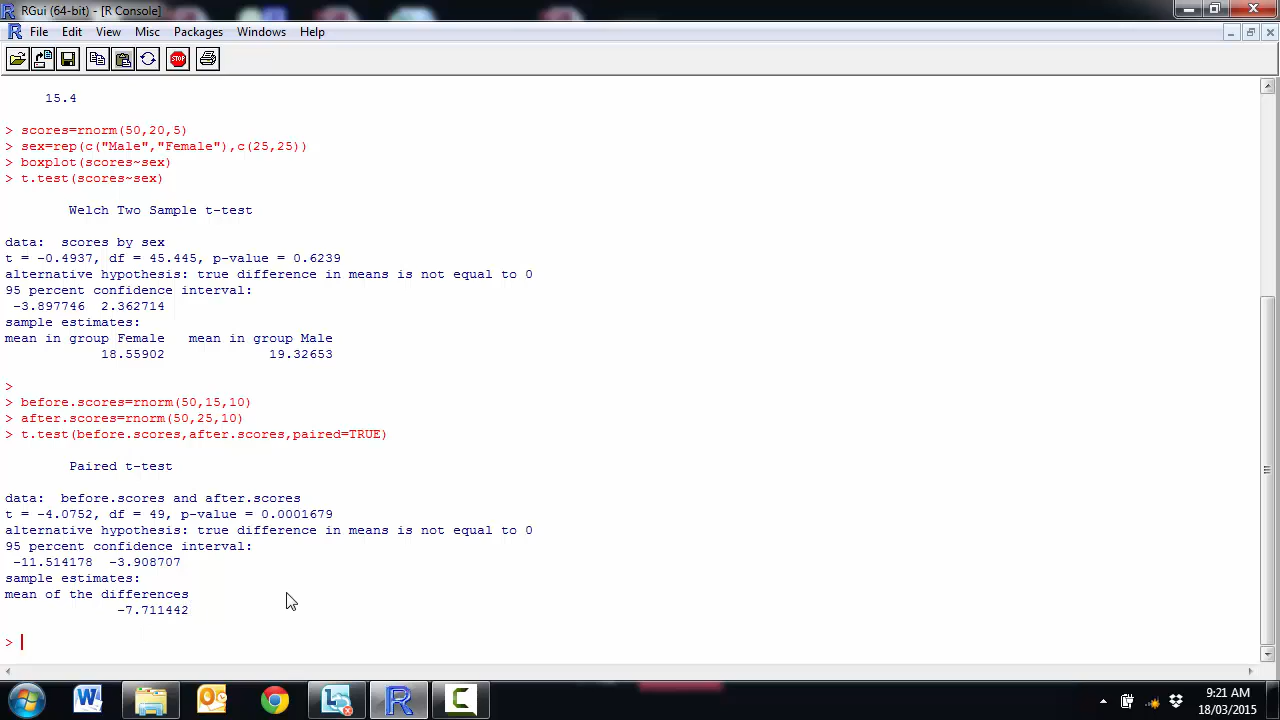 RGui (64-bit) - [R Console]
File Edit View Misc Packages Windows Help
STOP
15.4
> scores=rnorm(50,20,5)
> sex=rep(c("Male","Female"),c(25,25))
> boxplot(scores~sex)
> t.test(scores~sex)
Welch Two Sample t-test
data:  scores by sex
t = -0.4937, df = 45.445, p-value = 0.6239
alternative hypothesis: true difference in means is not equal to 0
95 percent confidence interval:
-3.897746  2.362714
sample estimates:
mean in group Female   mean in group Male
18.55902   19.32653
>
> before.scores=rnorm(50,15,10)
> after.scores=rnorm(50,25,10)
> t.test(before.scores,after.scores,paired=TRUE)
Paired t-test
data:  before.scores and after.scores
t = -4.0752, df = 49, p-value = 0.0001679
alternative hypothesis: true difference in means is not equal to 0
95 percent confidence interval:
-11.514178  -3.908707
sample estimates:
mean of the differences
-7.711442
>
9:21 AM
18/03/2015